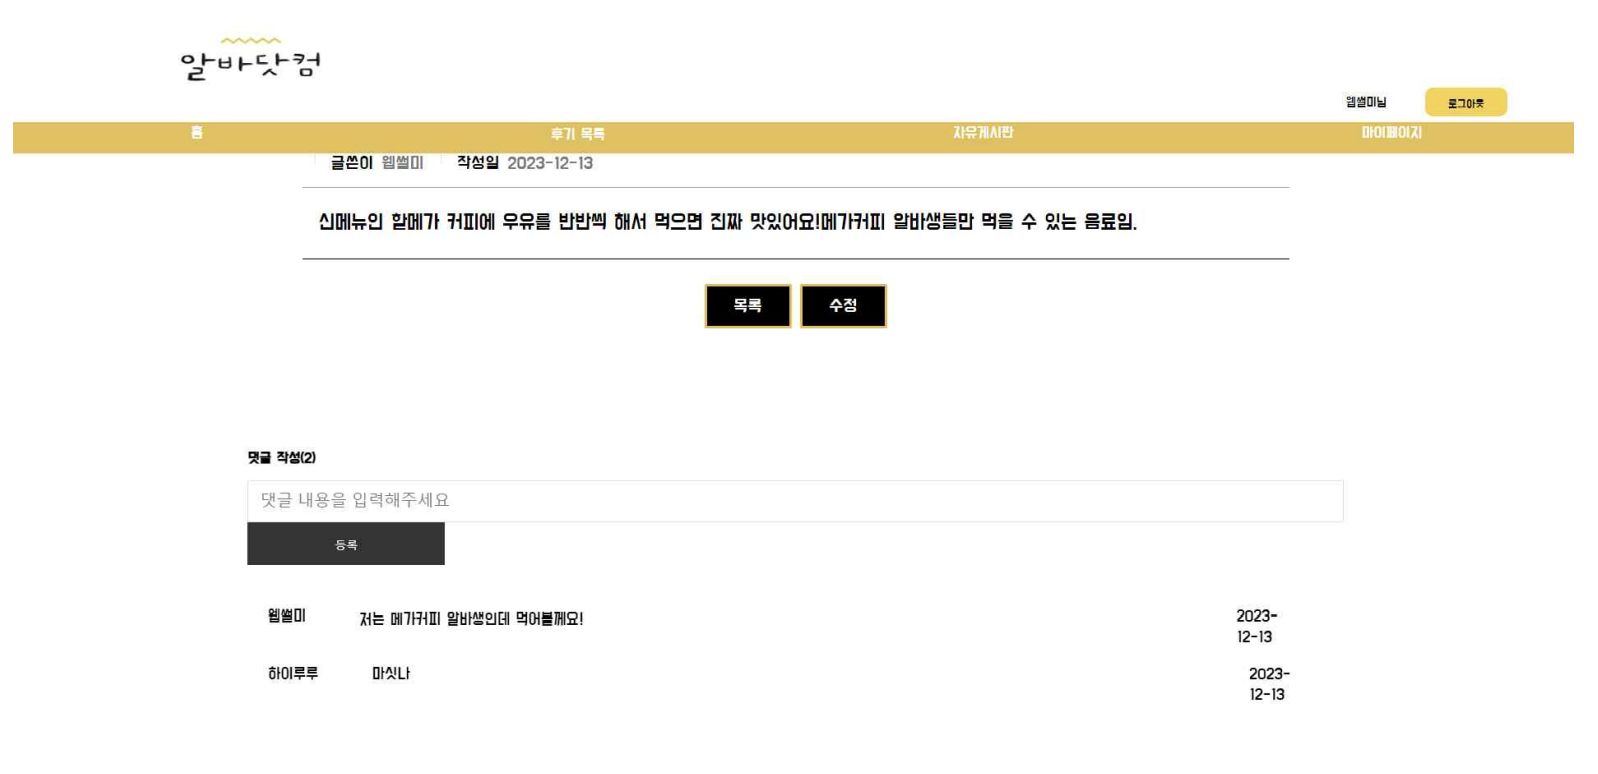 알바닷컴
웹썰미님 로그아웃
홈 후기 목록 자유게시판 마이페이지
글쓴이 웹썰미 작성일 2023-12-13
신메뉴인 할메가 커피에 우유를 반반씩 해서 먹으면 진짜 맛있어요!메가커피 알바생들만 먹을 수 있는 음료임.
목록 수정
댓글 작성(2)
댓글 내용을 입력해주세요
등록
웹썰미 저는 메가커피 알바생인데 먹어볼께요! 2023-
12-13
하이루루 마싯나 2023-
12-13